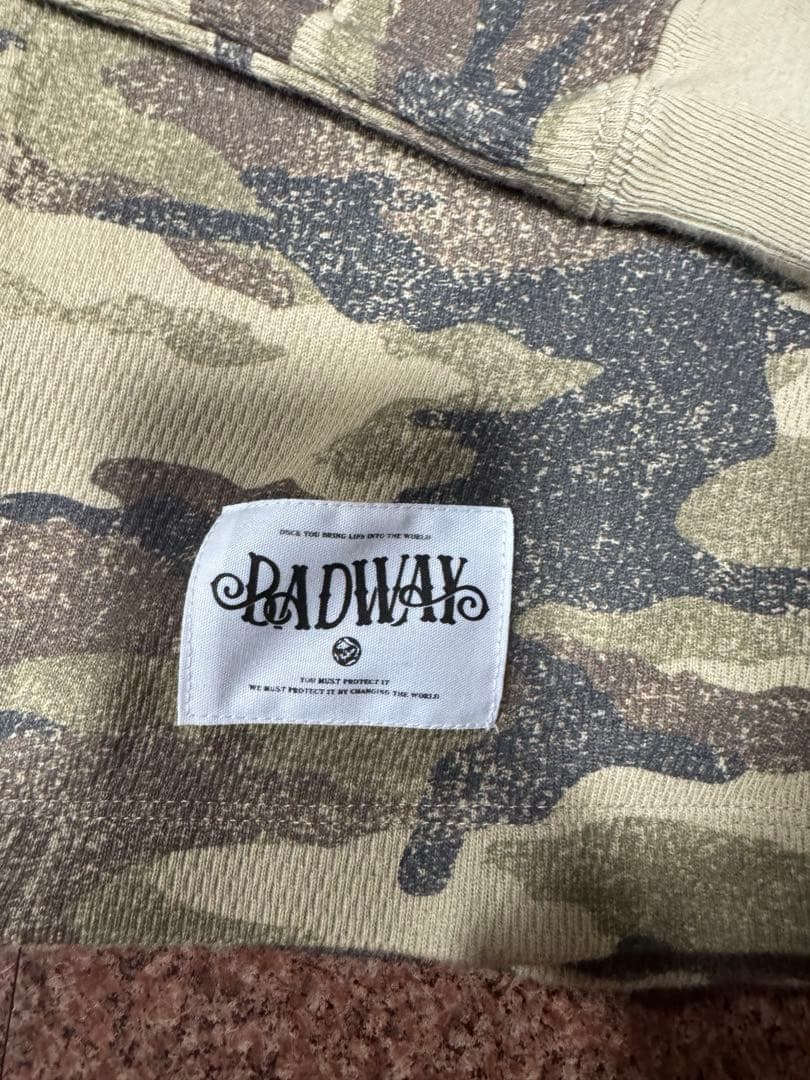 ONCE YOU BRING LIFE INTO THE WORLD
BADWAY
YOU MUST PROTECT IT
WE MUST PROTECT IT BY CHANGING THE WORLD